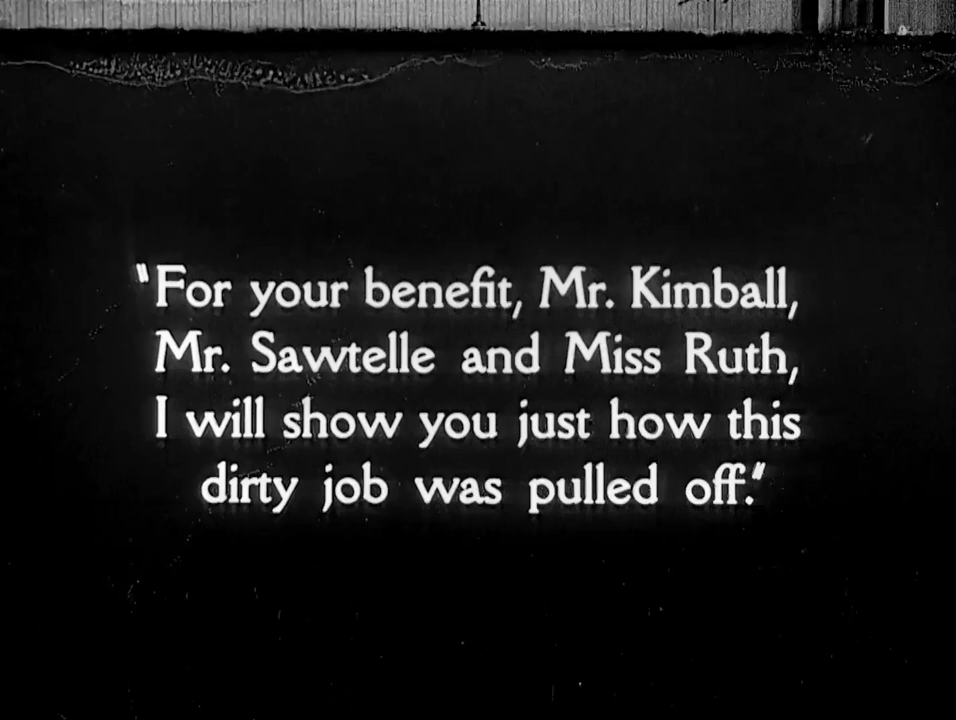 "For your benefit, Mr. Kimball,
Mr. Sawtelle and Miss Ruth,
I will show you just how this
dirty job was pulled off."